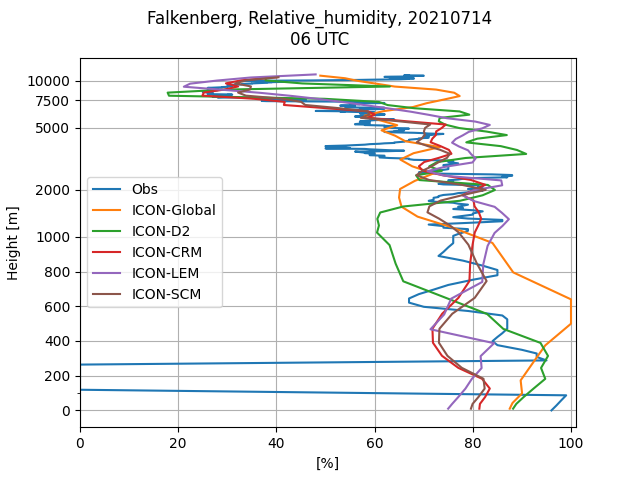 Falkenberg, Relative_humidity, 20210714
06 UTC
Height [m]
10000
7500
5000
2000
1000
800
600
400
200
0
Obs
ICON-Global
ICON-D2
ICON-CRM
ICON-LEM
ICON-SCM
0 20 40 60 80 100
[%]